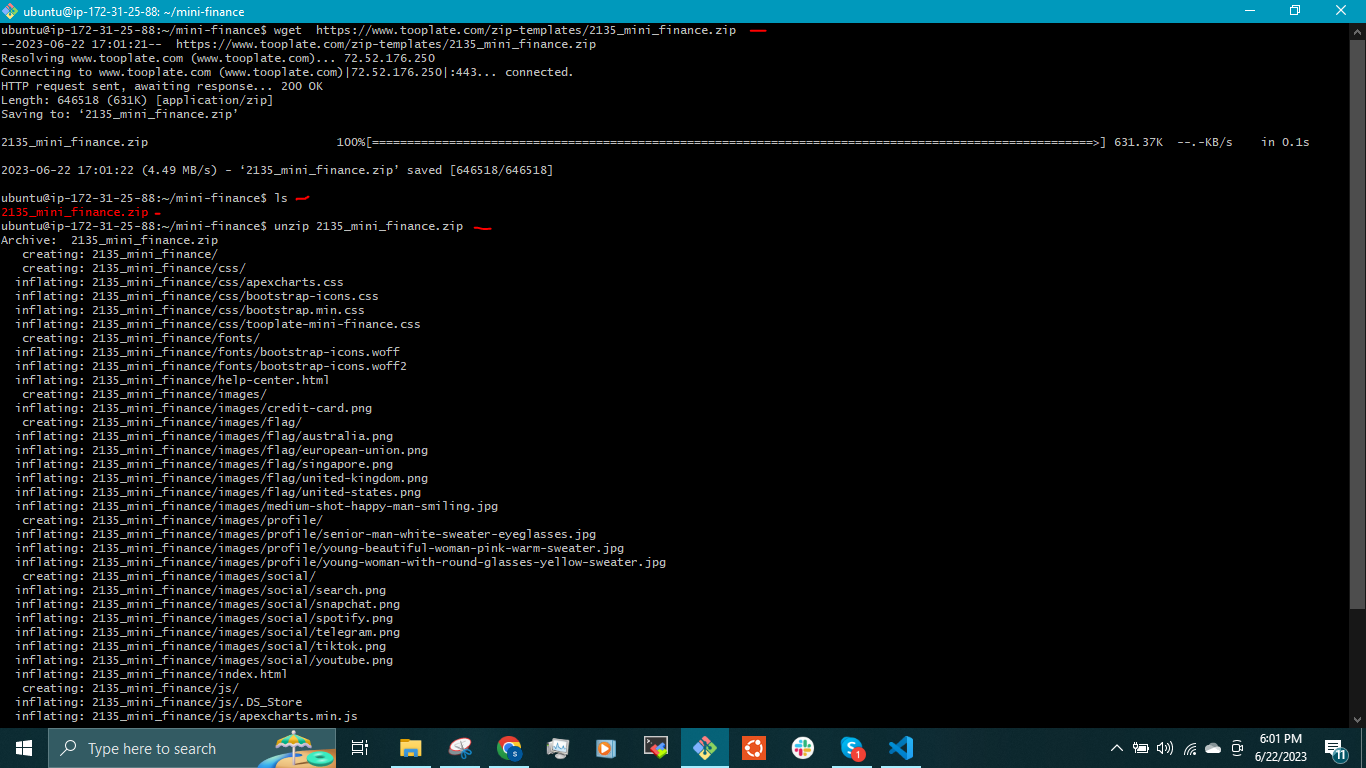 ubuntu@ip-172-31-25-88: ~/mini-finance
ubuntu@ip-172-31-25-88:~/mini-finance$ wget  https://www.tooplate.com/zip-templates/2135_mini_finance.zip
--2023-06-22 17:01:21--  https://www.tooplate.com/zip-templates/2135_mini_finance.zip
Resolving www.tooplate.com (www.tooplate.com)... 72.52.176.250
Connecting to www.tooplate.com (www.tooplate.com)|72.52.176.250|:443... connected.
HTTP request sent, awaiting response... 200 OK
Length: 646518 (631K) [application/zip]
Saving to: ‘2135_mini_finance.zip’
2135_mini_finance.zip 100%[=======================================================================================================>] 631.37K  --.-KB/s    in 0.1s
2023-06-22 17:01:22 (4.49 MB/s) - ‘2135_mini_finance.zip’ saved [646518/646518]
ubuntu@ip-172-31-25-88:~/mini-finance$ ls
2135_mini_finance.zip
ubuntu@ip-172-31-25-88:~/mini-finance$ unzip 2135_mini_finance.zip
Archive:  2135_mini_finance.zip
   creating: 2135_mini_finance/
   creating: 2135_mini_finance/css/
  inflating: 2135_mini_finance/css/apexcharts.css
  inflating: 2135_mini_finance/css/bootstrap-icons.css
  inflating: 2135_mini_finance/css/bootstrap.min.css
  inflating: 2135_mini_finance/css/tooplate-mini-finance.css
   creating: 2135_mini_finance/fonts/
  inflating: 2135_mini_finance/fonts/bootstrap-icons.woff
  inflating: 2135_mini_finance/fonts/bootstrap-icons.woff2
  inflating: 2135_mini_finance/help-center.html
   creating: 2135_mini_finance/images/
  inflating: 2135_mini_finance/images/credit-card.png
   creating: 2135_mini_finance/images/flag/
  inflating: 2135_mini_finance/images/flag/australia.png
  inflating: 2135_mini_finance/images/flag/european-union.png
  inflating: 2135_mini_finance/images/flag/singapore.png
  inflating: 2135_mini_finance/images/flag/united-kingdom.png
  inflating: 2135_mini_finance/images/flag/united-states.png
  inflating: 2135_mini_finance/images/medium-shot-happy-man-smiling.jpg
   creating: 2135_mini_finance/images/profile/
  inflating: 2135_mini_finance/images/profile/senior-man-white-sweater-eyeglasses.jpg
  inflating: 2135_mini_finance/images/profile/young-beautiful-woman-pink-warm-sweater.jpg
  inflating: 2135_mini_finance/images/profile/young-woman-with-round-glasses-yellow-sweater.jpg
   creating: 2135_mini_finance/images/social/
  inflating: 2135_mini_finance/images/social/search.png
  inflating: 2135_mini_finance/images/social/snapchat.png
  inflating: 2135_mini_finance/images/social/spotify.png
  inflating: 2135_mini_finance/images/social/telegram.png
  inflating: 2135_mini_finance/images/social/tiktok.png
  inflating: 2135_mini_finance/images/social/youtube.png
  inflating: 2135_mini_finance/index.html
   creating: 2135_mini_finance/js/
  inflating: 2135_mini_finance/js/.DS_Store
  inflating: 2135_mini_finance/js/apexcharts.min.js
Type here to search
S
1
6:01 PM
6/22/2023
11